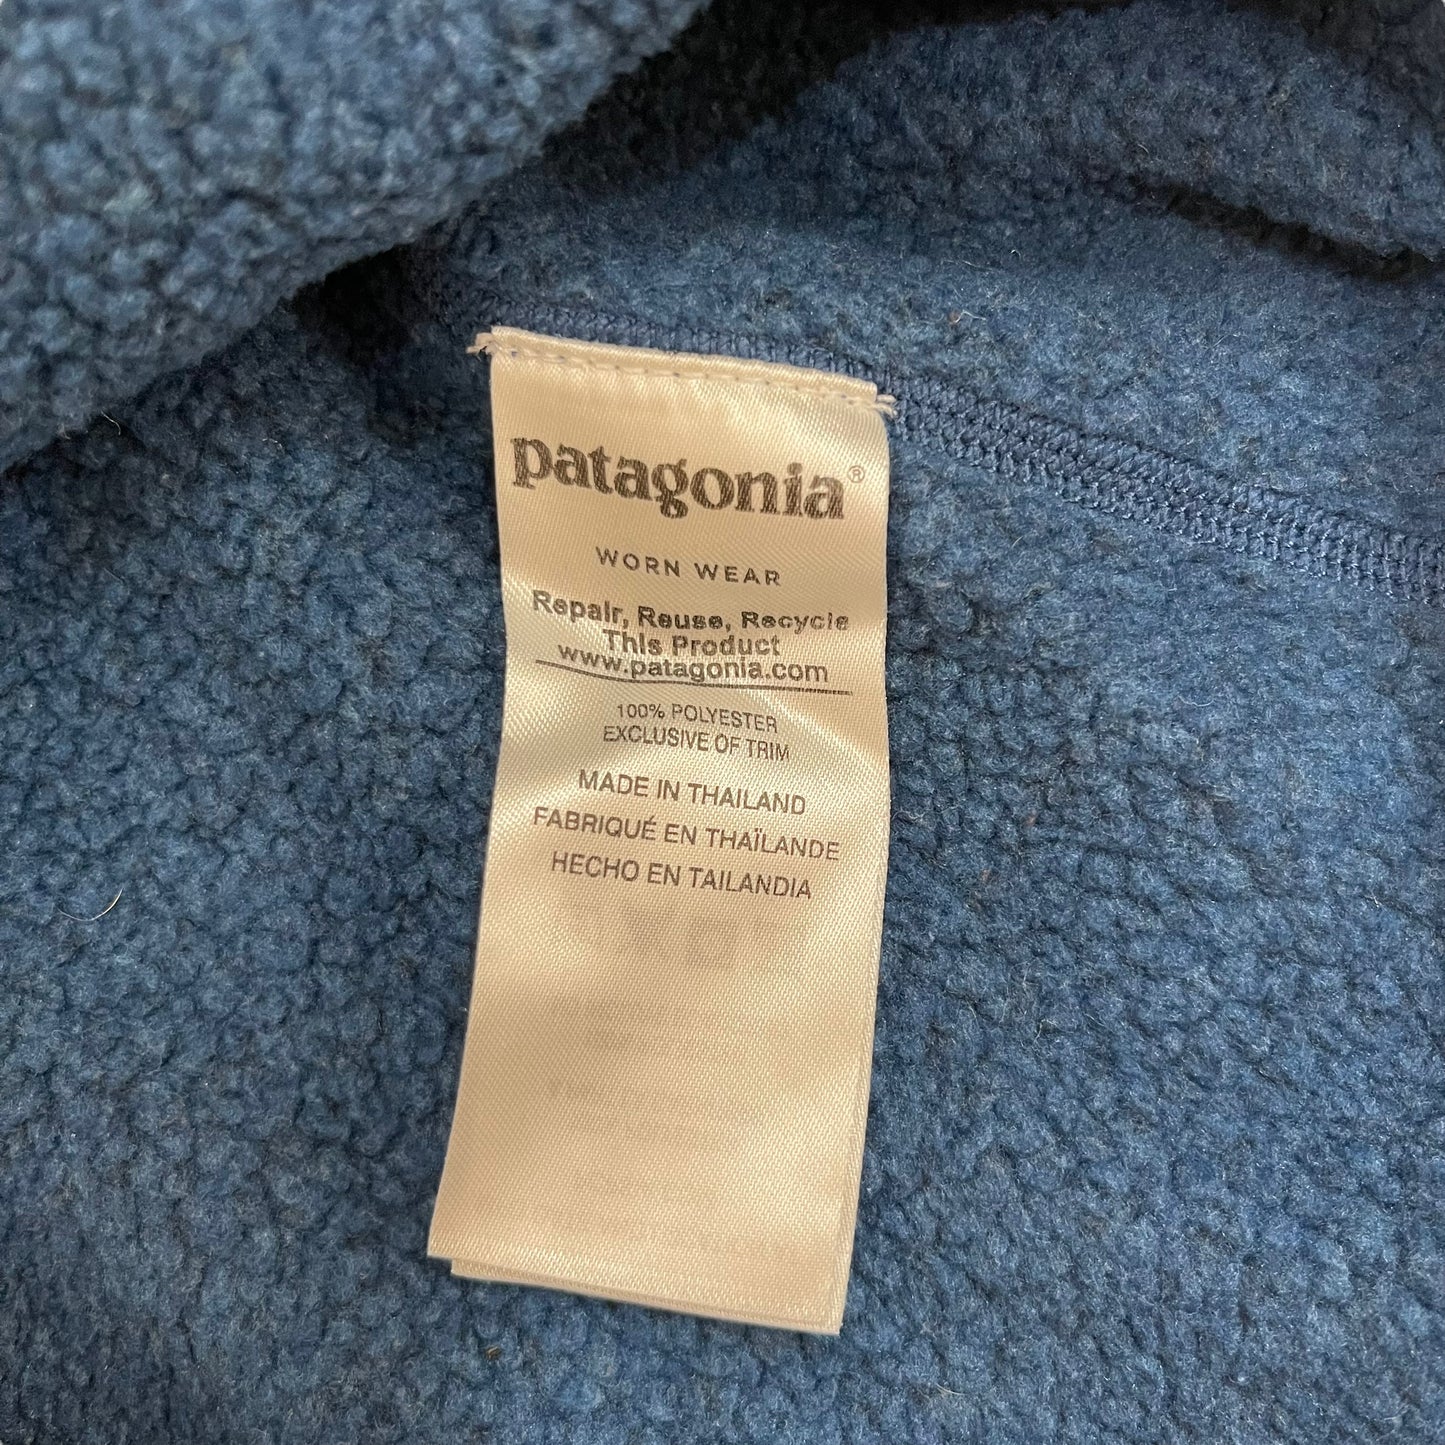 patagonia®
WORN WEAR
Repair, Reuse, Recycle
This Product
www.patagonia.com
100% POLYESTER
EXCLUSIVE OF TRIM
MADE IN THAILAND
FABRIQUÉ EN THAÏLANDE
HECHO EN TAILANDIA